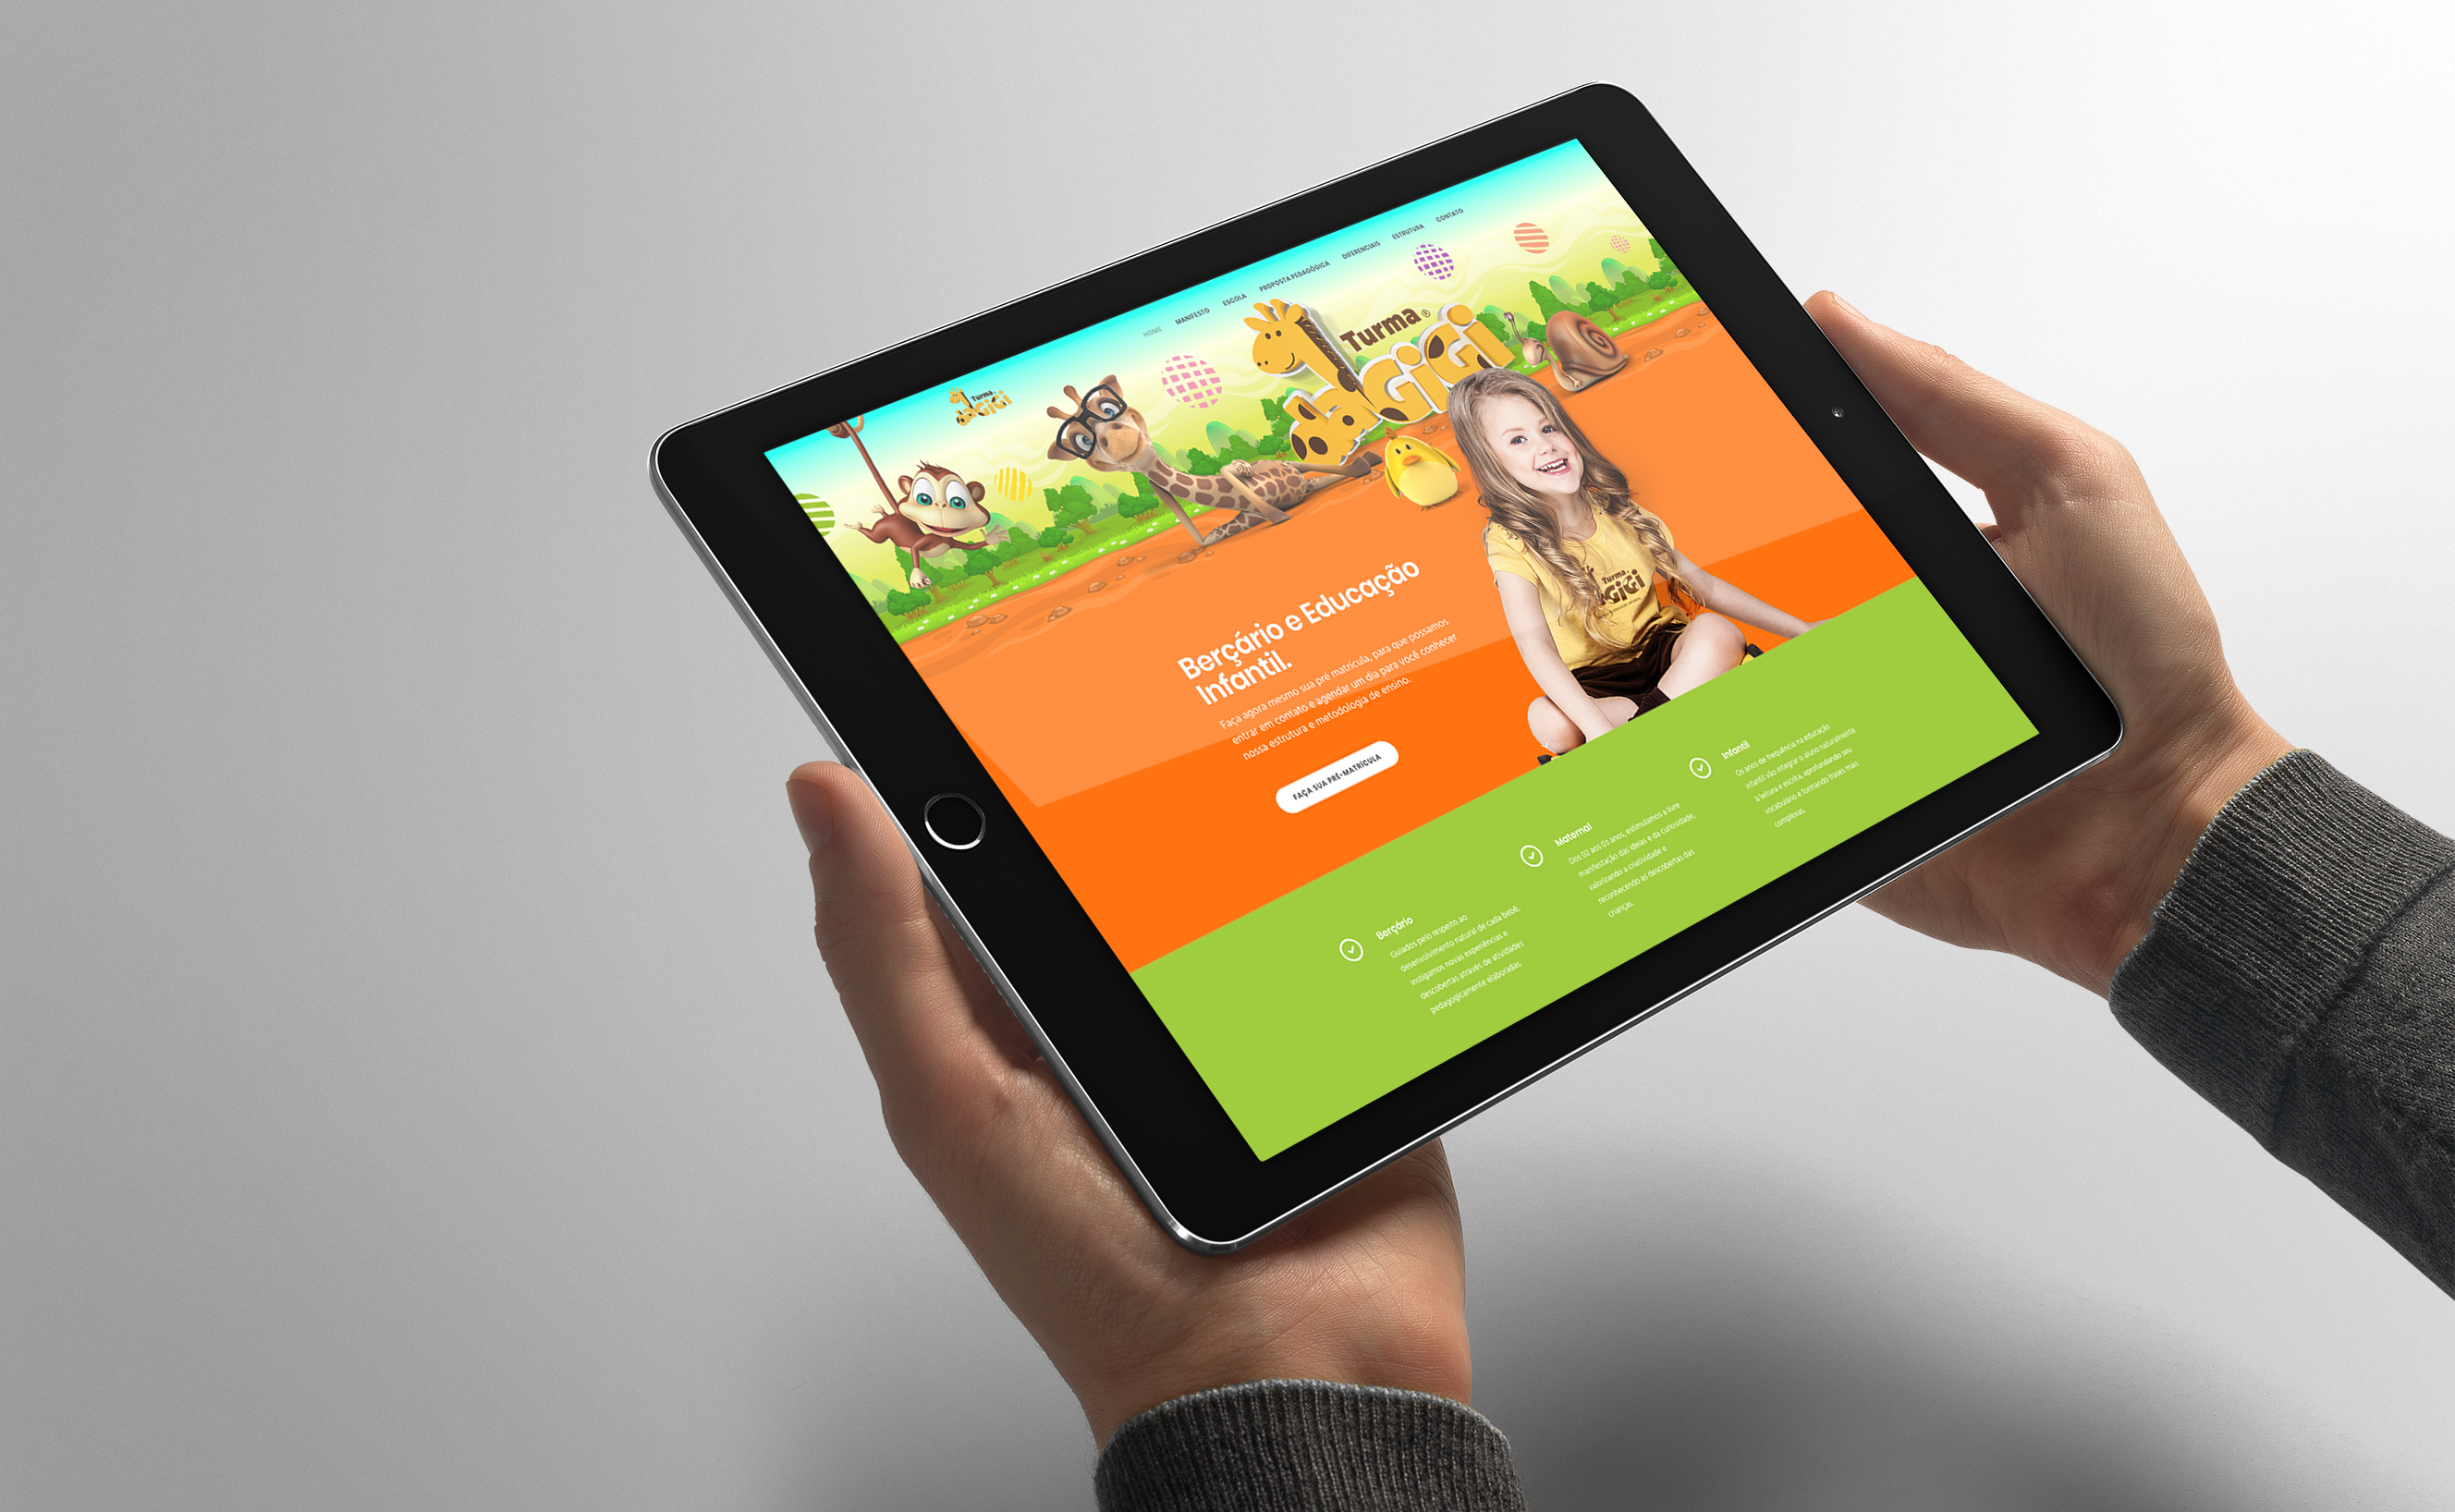 Turma
daGiGi
HOME MANIFESTO ESCOLA PROPOSTA PEDAGÓGICA DIFERENCIAIS ESTRUTURA CONTATO
Turma ®
daGiGi
Turma
GiGi
Berçário e Educação
Infantil.
Faça agora mesmo sua pré matrícula, para que possamos
entrar em contato e agendar um dia para você conhecer
nossa estrutura e metodologia de ensino.
FAÇA SUA PRÉ-MATRÍCULA
Berçário
Guiados pelo respeito ao
desenvolvimento natural de cada bebê,
instigamos novas experiências e
descobertas através de atividades
pedagogicamente elaboradas.
Maternal
Dos 02 aos 03 anos, estimulamos a livre
manifestação das ideias e da curiosidade,
valorizando a criatividade e
reconhecendo as descobertas das
crianças.
Infantil
Os anos de frequência na educação
infantil vão integrar o aluno naturalmente
a leitura e escrita, aprofundando seu
vocabulário e formando frases mais
complexas.